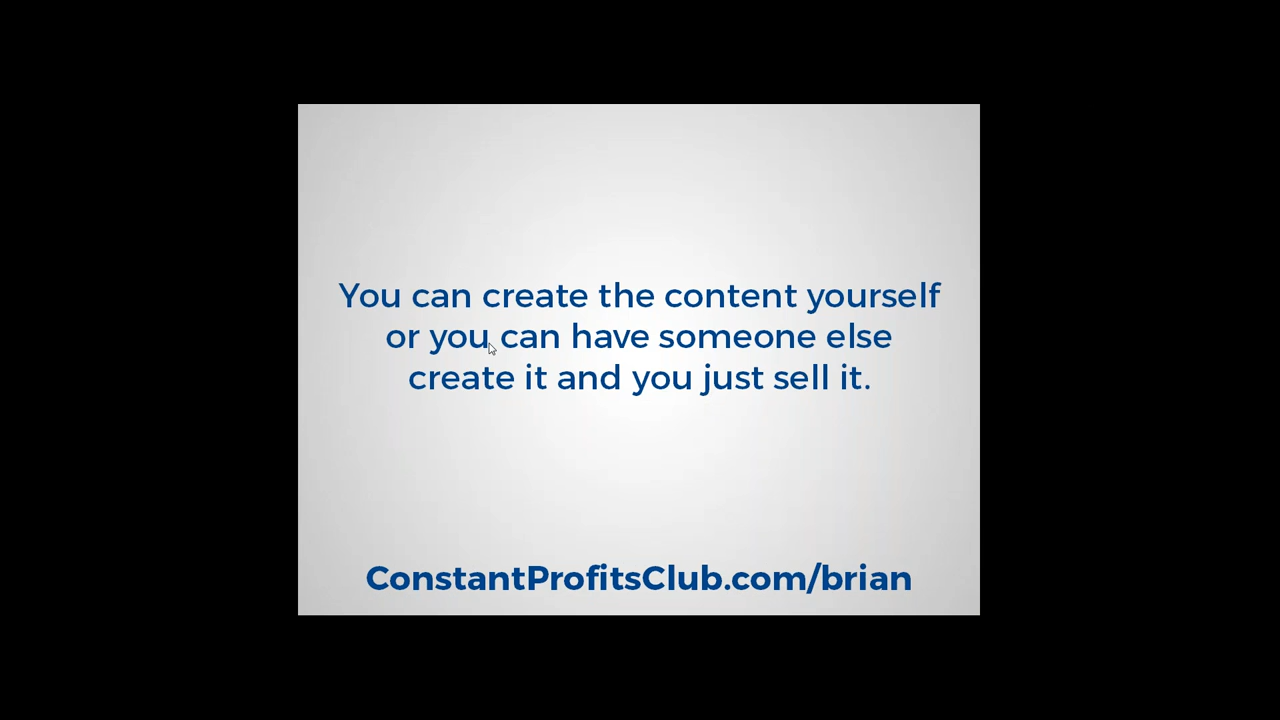 You can create the content yourself
or you can have someone else
create it and you just sell it.
ConstantProfitsClub.com/brian